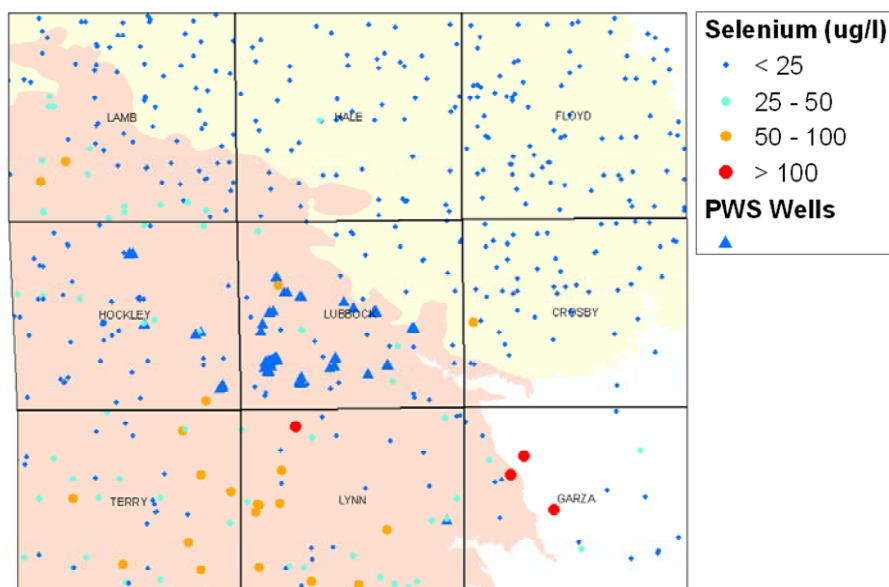 Selenium (ug/l)
< 25
25 - 50
50 - 100
> 100
PWS Wells
LAMB
HALE
FLOYD
HOCKLEY
LUBBOCK
CROSBY
TERRY
LYNN
GARZA